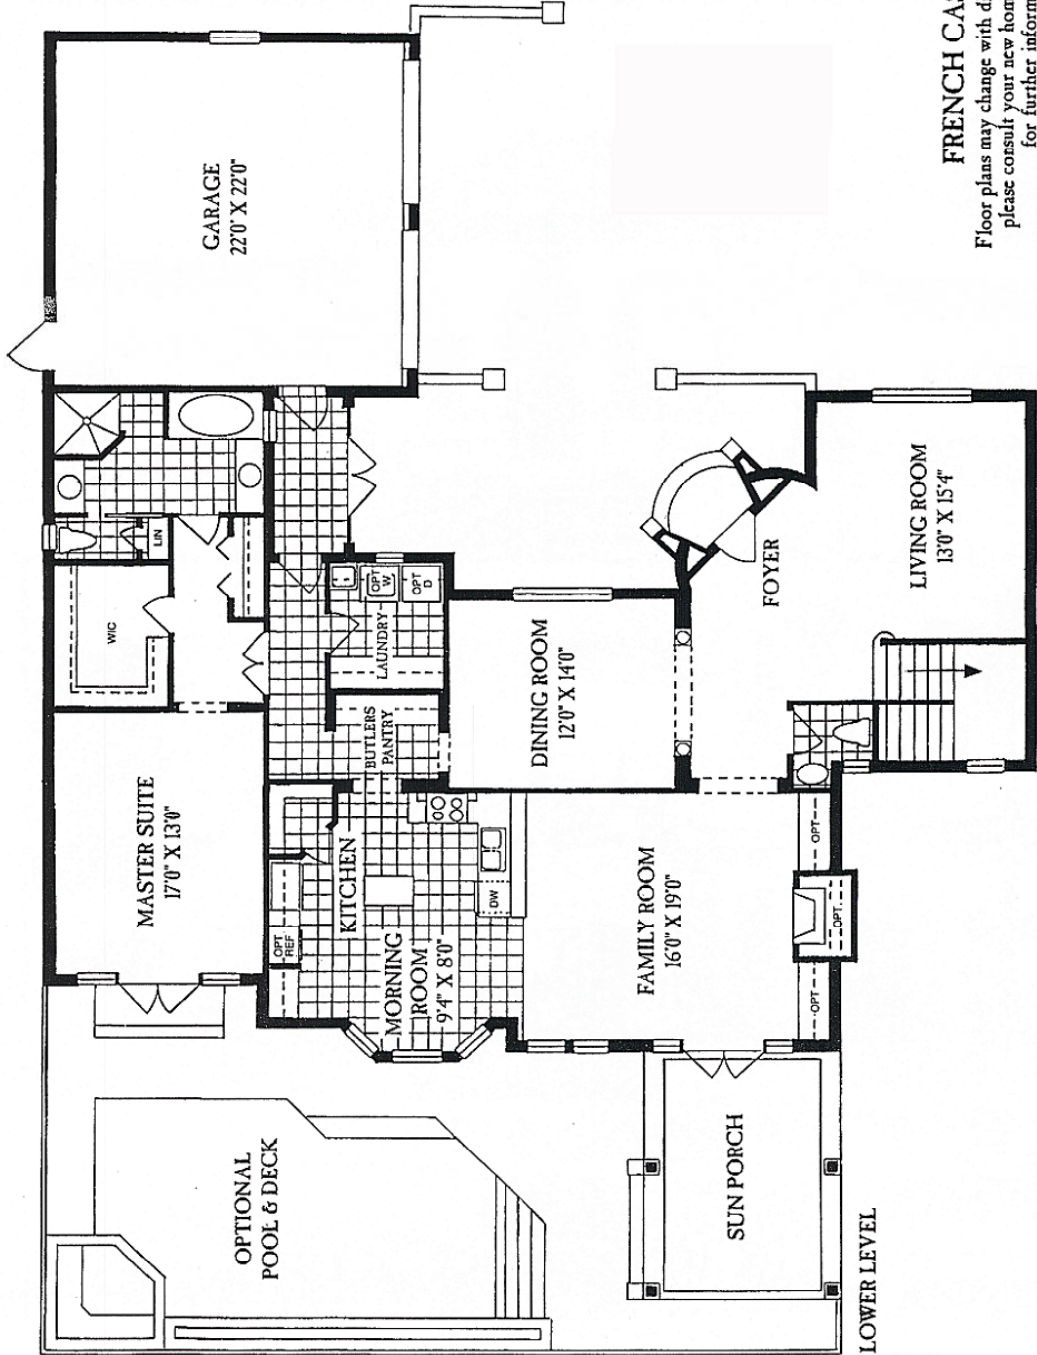 GARAGE
22'0" X 22'0"
FRENCH
Floor plans may change with
please consult your new
for further
LIN
WIC
OPT
W
OPT
D
LAUNDRY
BUTLERS
PANTRY
DINING ROOM
12'0" X 14'0"
FOYER
LIVING ROOM
13'0" X 15'4"
MASTER SUITE
17'0" X 13'0"
KITCHEN
OPT
REF
DW
MORNING
ROOM
9'4" X 8'0"
FAMILY ROOM
16'0" X 19'0"
OPT
OPT
OPT
OPTIONAL
POOL & DECK
SUN PORCH
LOWER LEVEL